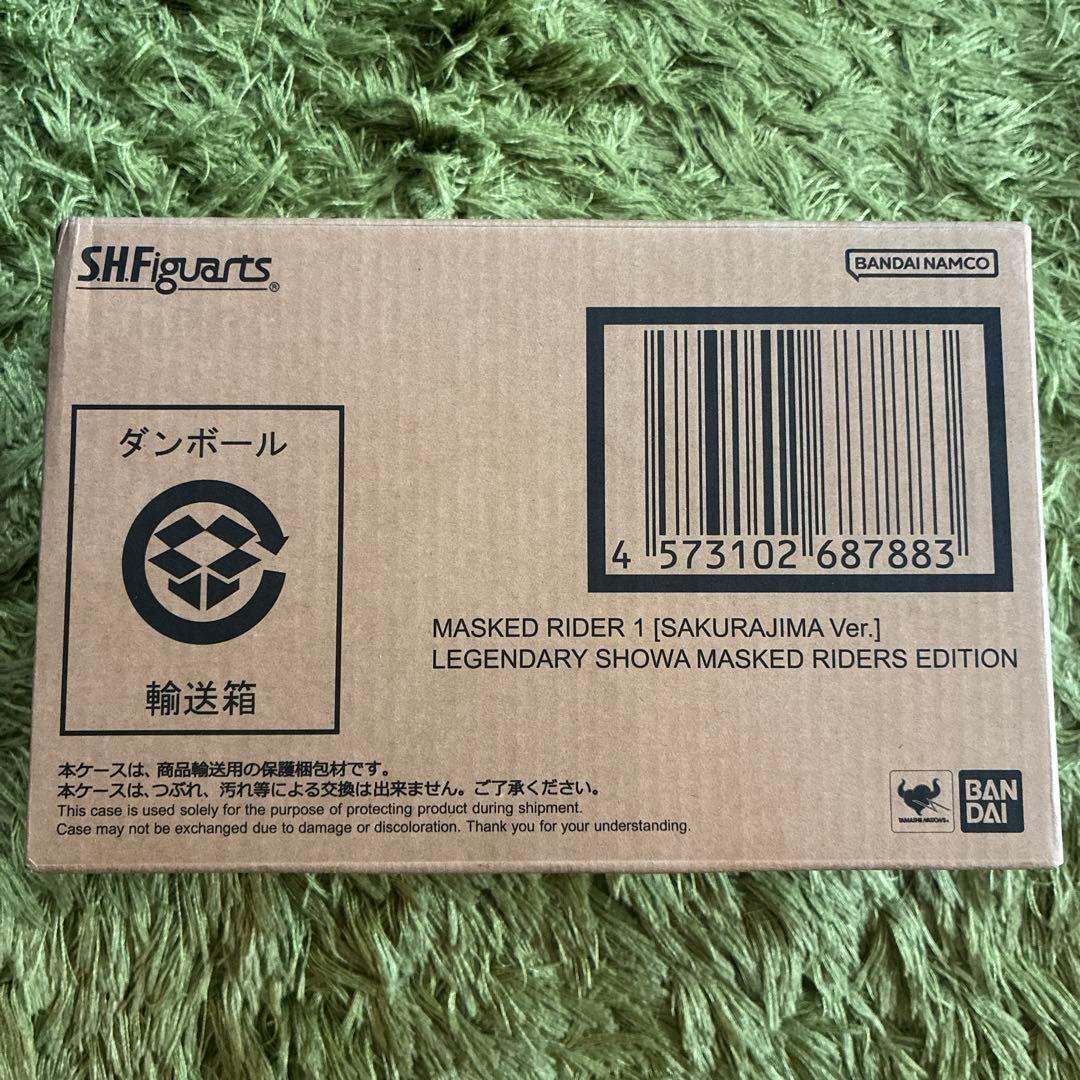 S.H.Figuarts®
BANDAI NAMCO
ダンボール
輸送箱
4 573102 687883
MASKED RIDER 1 [SAKURAJIMA Ver.]
LEGENDARY SHOWA MASKED RIDERS EDITION
本ケースは、商品輸送用の保護梱包材です。
本ケースは、つぶれ、汚れ等による交換は出来ません。ご了承ください。
This case is used solely for the purpose of protecting product during shipment.
Case may not be exchanged due to damage or discoloration. Thank you for your understanding.
TAMASHII NATIONS
BAN
DAI